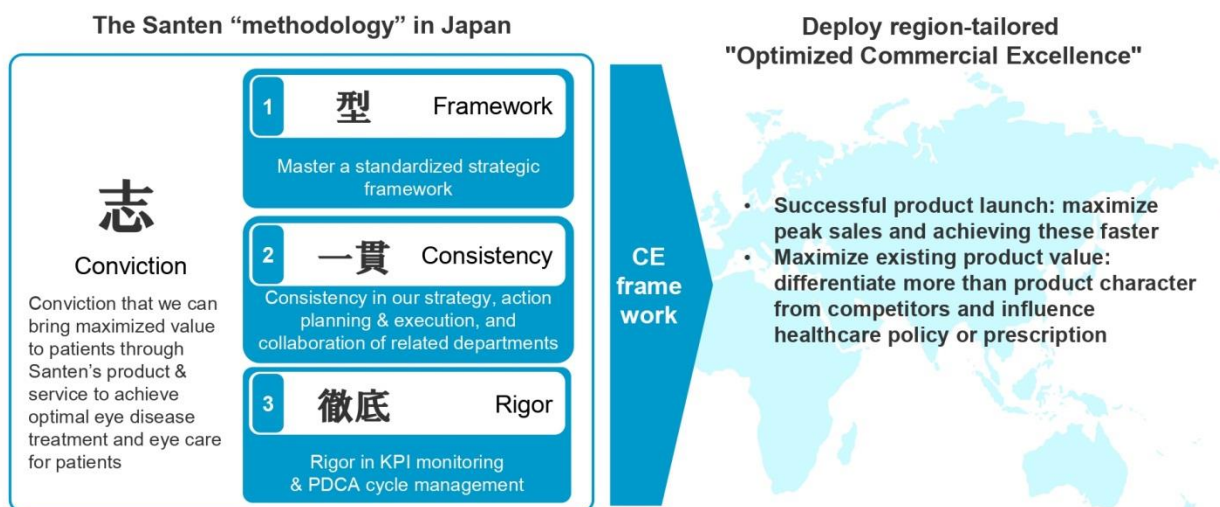 The Santen “methodology” in Japan
志
Conviction
Conviction that we can
bring maximized value
to patients through
Santen’s product &
service to achieve
optimal eye disease
treatment and eye care
for patients
1
型
Framework
Master a standardized strategic
framework
2
一貫
Consistency
Consistency in our strategy, action
planning & execution, and
collaboration of related departments
3
徹底
Rigor
Rigor in KPI monitoring
& PDCA cycle management
CE
frame
work
Deploy region-tailored
"Optimized Commercial Excellence"
• Successful product launch: maximize
peak sales and achieving these faster
• Maximize existing product value:
differentiate more than product character
from competitors and influence
healthcare policy or prescription